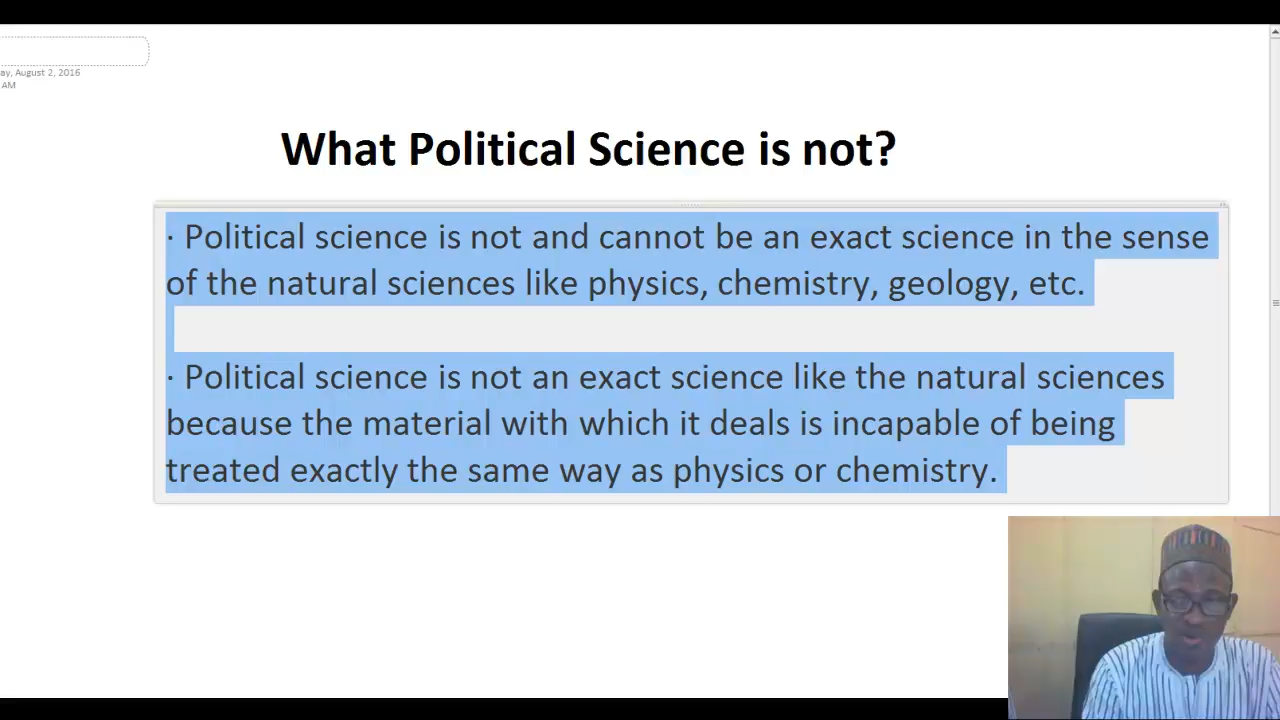 ay, August 2, 2016
AM
What Political Science is not?
· Political science is not and cannot be an exact science in the sense
of the natural sciences like physics, chemistry, geology, etc.
· Political science is not an exact science like the natural sciences
because the material with which it deals is incapable of being
treated exactly the same way as physics or chemistry.